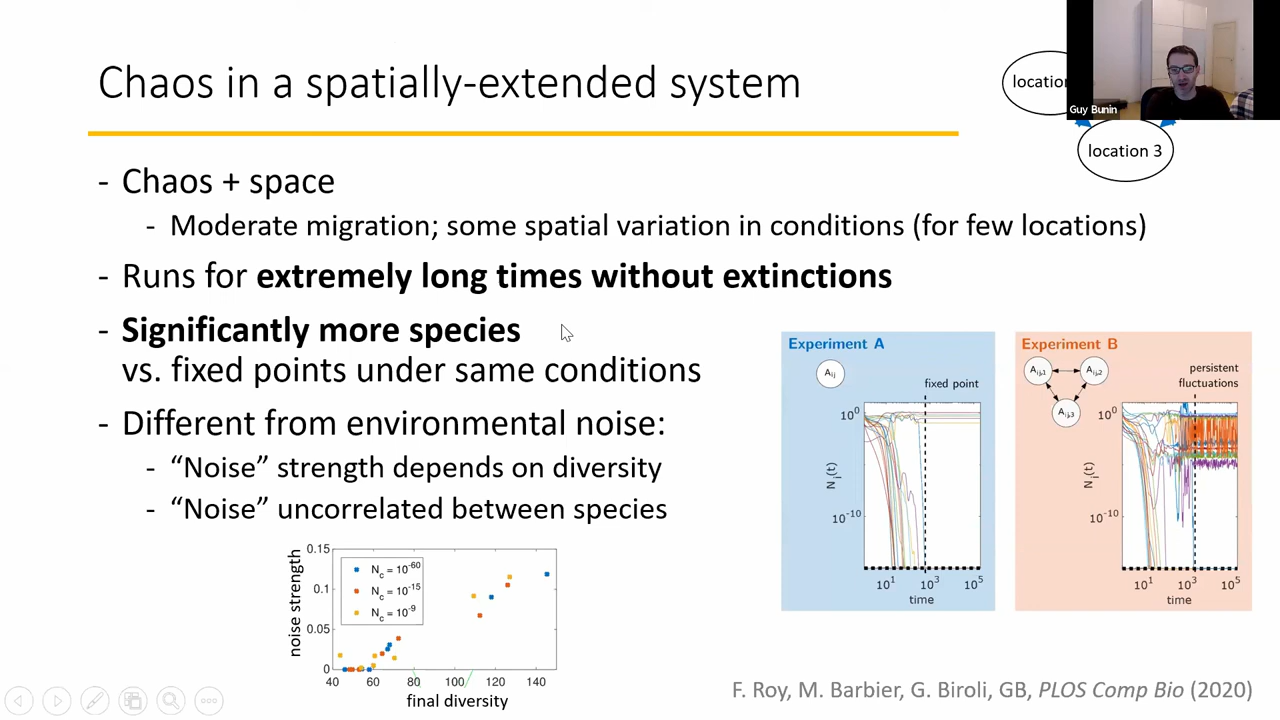 Chaos in a spatially-extended system
Guy Bunin
location 3
- Chaos + space
- Moderate migration; some spatial variation in conditions (for few locations)
- Runs for extremely long times without extinctions
- Significantly more species
vs. fixed points under same conditions
- Different from environmental noise:
- “Noise” strength depends on diversity
- “Noise” uncorrelated between species
0.15
0.1
0.05
0
noise strength
N_c = 10^-60
N_c = 10^-15
N_c = 10^-9
40 60 80 100 120 140
final diversity
Experiment A
A_ij
fixed point
10^0
10^-10
N_i(t)
10^1 10^3 10^5
time
Experiment B
A_ij,1 A_ij,2
A_ij,3
persistent
fluctuations
10^0
10^-10
N_i(t)
10^1 10^3 10^5
time
F. Roy, M. Barbier, G. Biroli, GB, PLOS Comp Bio (2020)